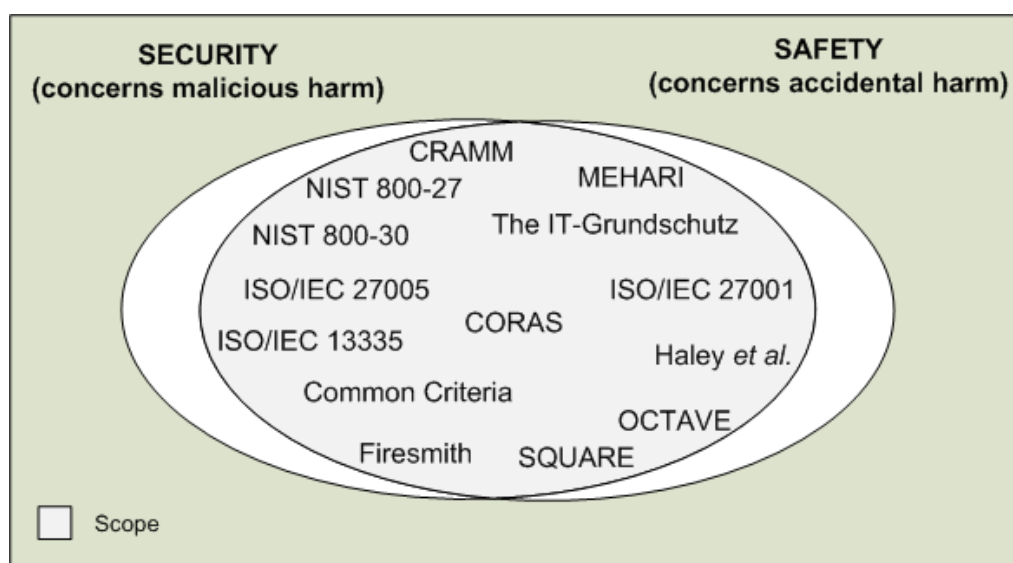 SECURITY
(concerns malicious harm)
SAFETY
(concerns accidental harm)
CRAMM
MEHARI
NIST 800-27
The IT-Grundschutz
NIST 800-30
ISO/IEC 27005
ISO/IEC 27001
CORAS
ISO/IEC 13335
Haley et al.
Common Criteria
OCTAVE
Firesmith
SQUARE
Scope